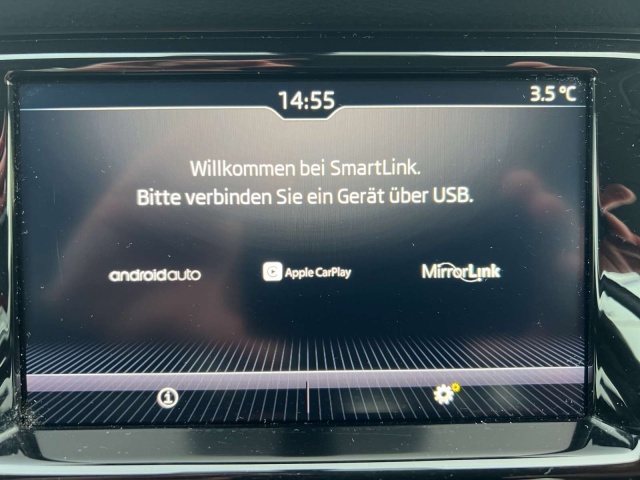 14:55
3.5 °C
Willkommen bei SmartLink.
Bitte verbinden Sie ein Gerät über USB.
androidauto
Apple CarPlay
MirrorLink